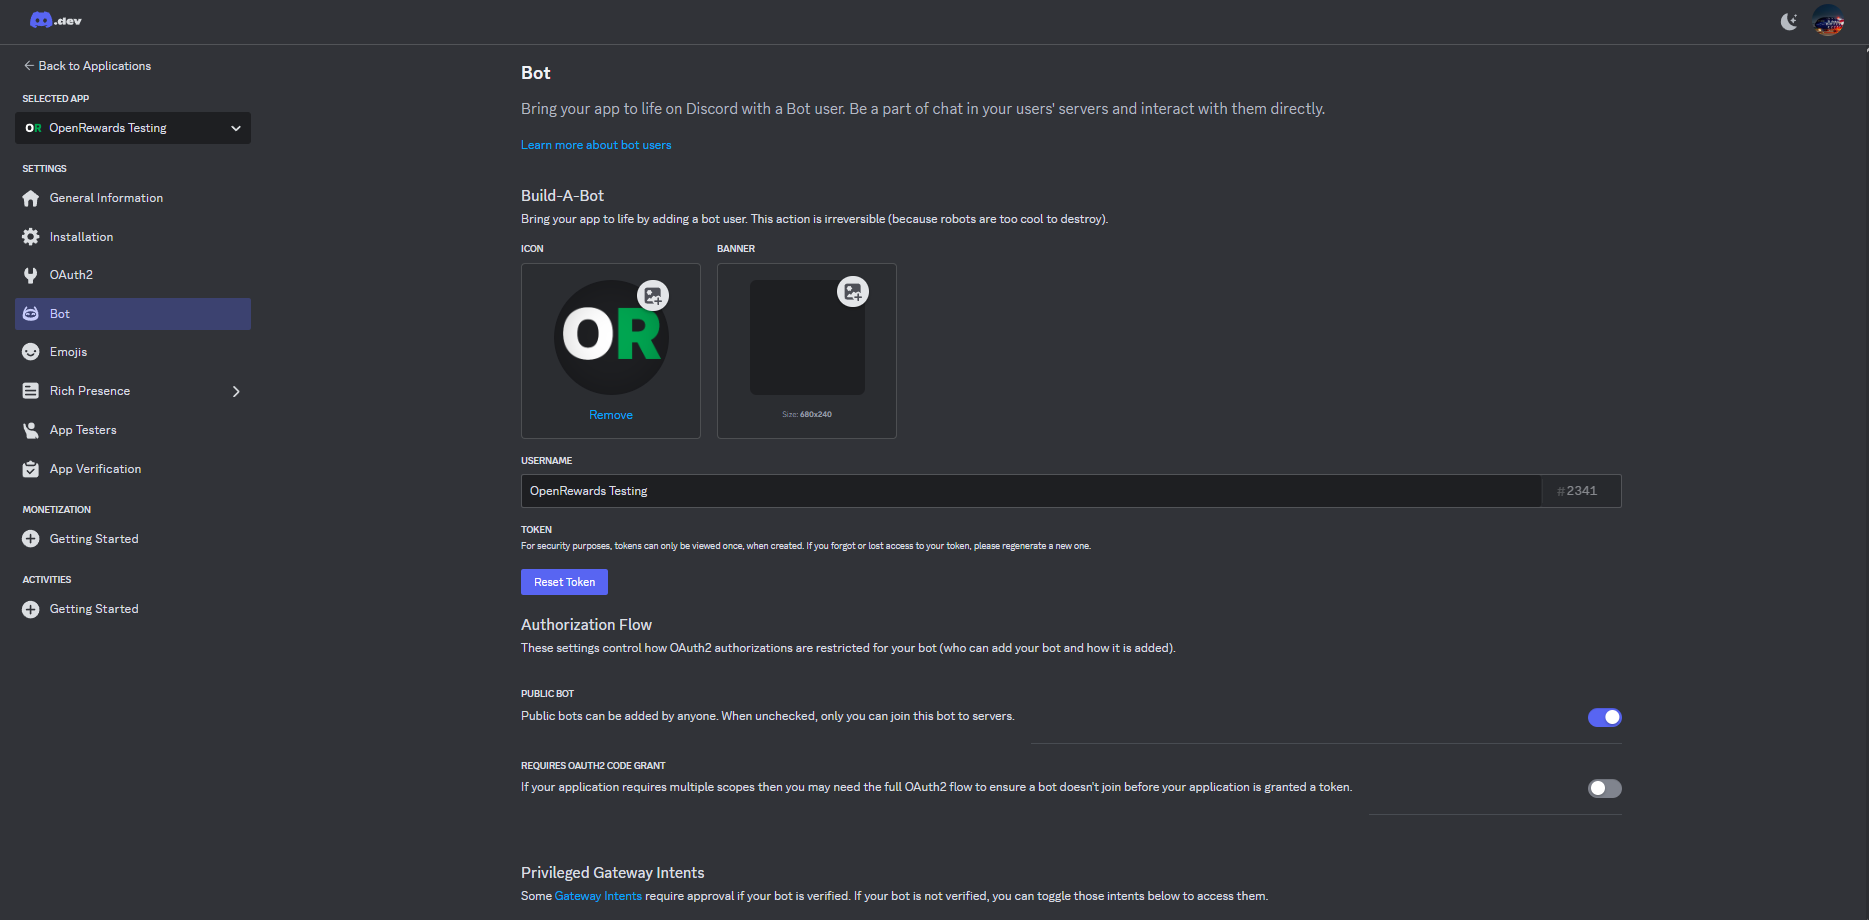 .dev
Back to Applications
SELECTED APP
OR OpenRewards Testing
SETTINGS
General Information
Installation
OAuth2
Bot
Emojis
Rich Presence
App Testers
App Verification
MONETIZATION
Getting Started
ACTIVITIES
Getting Started
Bot
Bring your app to life on Discord with a Bot user. Be a part of chat in your users' servers and interact with them directly.
Learn more about bot users
Build-A-Bot
Bring your app to life by adding a bot user. This action is irreversible (because robots are too cool to destroy).
ICON
BANNER
OR
Remove
Size: 680x240
USERNAME
OpenRewards Testing
#2341
TOKEN
For security purposes, tokens can only be viewed once, when created. If you forgot or lost access to your token, please regenerate a new one.
Reset Token
Authorization Flow
These settings control how OAuth2 authorizations are restricted for your bot (who can add your bot and how it is added).
PUBLIC BOT
Public bots can be added by anyone. When unchecked, only you can join this bot to servers.
REQUIRES OAUTH2 CODE GRANT
If your application requires multiple scopes then you may need the full OAuth2 flow to ensure a bot doesn't join before your application is granted a token.
Privileged Gateway Intents
Some Gateway Intents require approval if your bot is verified. If your bot is not verified, you can toggle those intents below to access them.